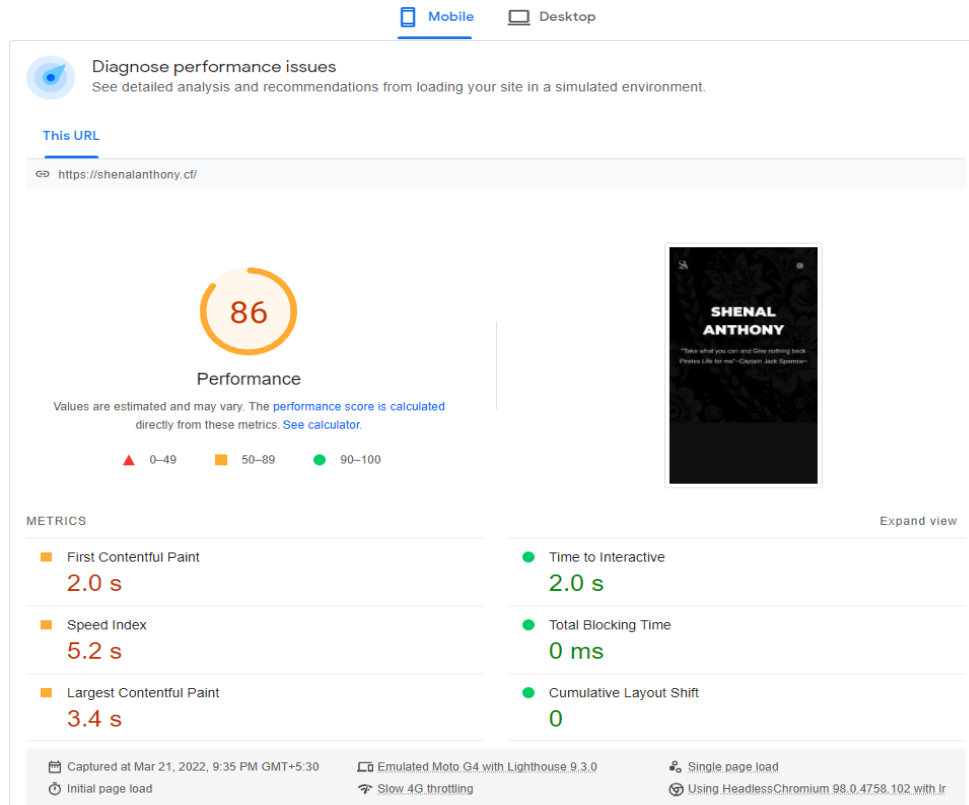 Mobile
Desktop
Diagnose performance issues
See detailed analysis and recommendations from loading your site in a simulated environment.
This URL
https://shenalanthony.cf/
86
Performance
Values are estimated and may vary. The performance score is calculated
directly from these metrics. See calculator.
0–49
50–89
90–100
SHENAL
ANTHONY
"Take what you can and Give nothing back
Pirates Life for me"~Captain Jack Sparrow~
METRICS
Expand view
First Contentful Paint
2.0 s
Time to Interactive
2.0 s
Speed Index
5.2 s
Total Blocking Time
0 ms
Largest Contentful Paint
3.4 s
Cumulative Layout Shift
0
Captured at Mar 21, 2022, 9:35 PM GMT+5:30
Emulated Moto G4 with Lighthouse 9.3.0
Single page load
Initial page load
Slow 4G throttling
Using HeadlessChromium 98.0.4758.102 with lr